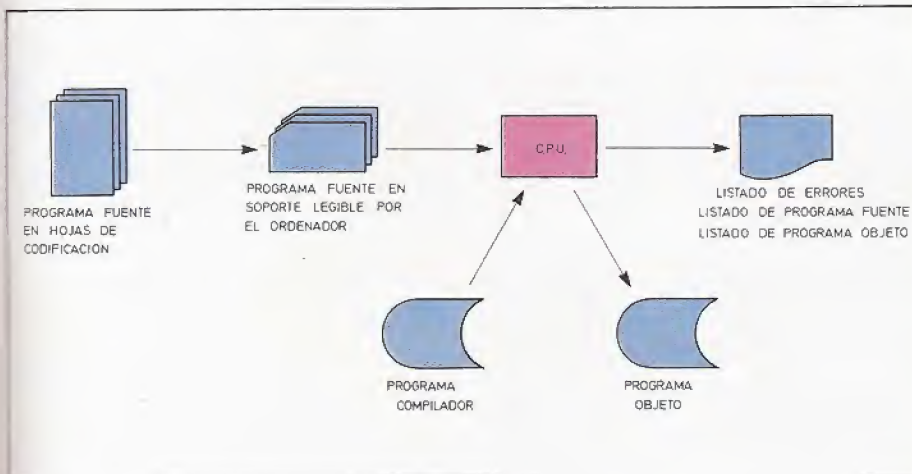 PROGRAMA FUENTE
EN HOJAS DE
CODIFICACION
PROGRAMA FUENTE EN
SOPORTE LEGIBLE POR
EL ORDENADOR
C.P.U.
LISTADO DE ERRORES
LISTADO DE PROGRAMA FUENTE
LISTADO DE PROGRAMA OBJETO
PROGRAMA
COMPILADOR
PROGRAMA
OBJETO